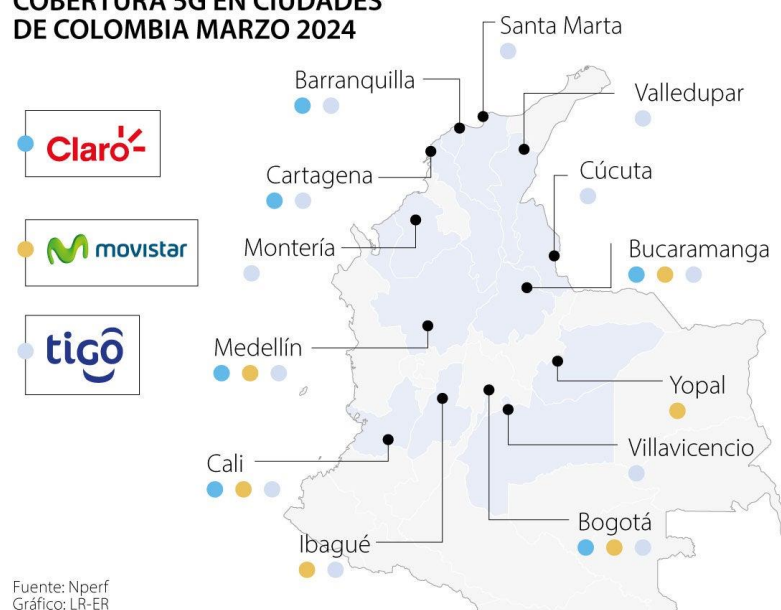 COBERTURA 5G EN CIUDADES
DE COLOMBIA MARZO 2024
Santa Marta
Barranquilla
Valledupar
Claro
Cartagena
Cúcuta
movistar
Montería
Bucaramanga
tigo
Medellín
Yopal
Cali
Villavicencio
Bogotá
Ibagué
Fuente: Nperf
Gráfico: LR-ER